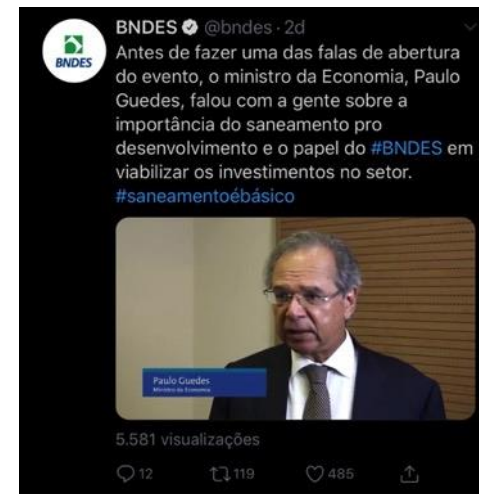 BNDES @bndes · 2d
BNDES
Antes de fazer uma das falas de abertura
do evento, o ministro da Economia, Paulo
Guedes, falou com a gente sobre a
importância do saneamento pro
desenvolvimento e o papel do #BNDES em
viabilizar os investimentos no setor.
#saneamentoébásico
Paulo Guedes
Ministro da Economia
5.581 visualizações
12 119 485